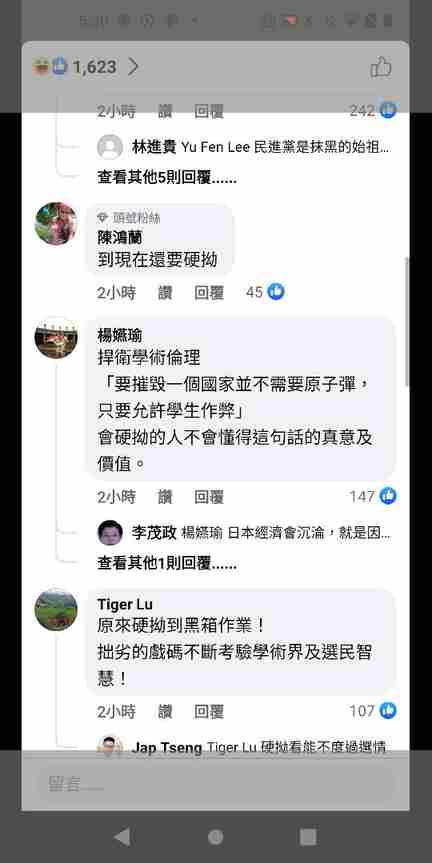 1,623
2小時 讚 回覆 242
林進貴 Yu Fen Lee 民進黨是抹黑的始祖...
查看其他5則回覆......
頭號粉絲
陳鴻蘭
到現在還要硬拗
2小時 讚 回覆 45
楊嬿瑜
捍衛學術倫理
「要摧毀一個國家並不需要原子彈，
只要允許學生作弊」
會硬拗的人不會懂得這句話的真意及
價值。
2小時 讚 回覆 147
李茂政 楊嬿瑜 日本經濟會沉淪，就是因...
查看其他1則回覆......
Tiger Lu
原來硬拗到黑箱作業！
拙劣的戲碼不斷考驗學術界及選民智
慧！
2小時 讚 回覆 107
Jap Tseng Tiger Lu 硬拗看能不度過選情
留言......